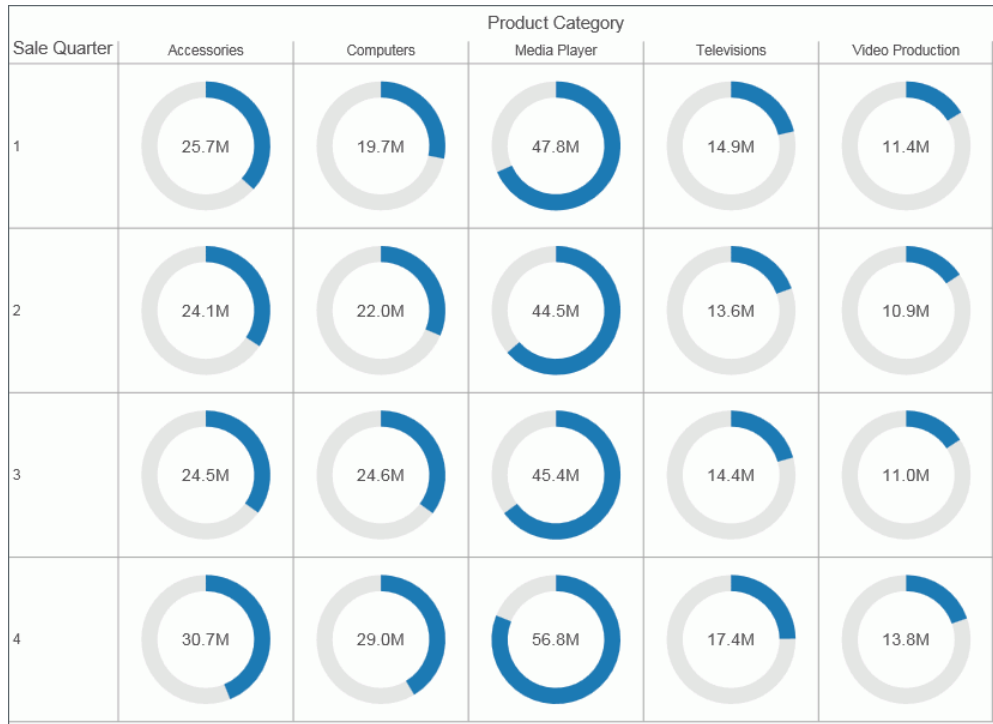 Product Category
Sale Quarter Accessories Computers Media Player Televisions Video Production
1 25.7M 19.7M 47.8M 14.9M 11.4M
2 24.1M 22.0M 44.5M 13.6M 10.9M
3 24.5M 24.6M 45.4M 14.4M 11.0M
4 30.7M 29.0M 56.8M 17.4M 13.8M